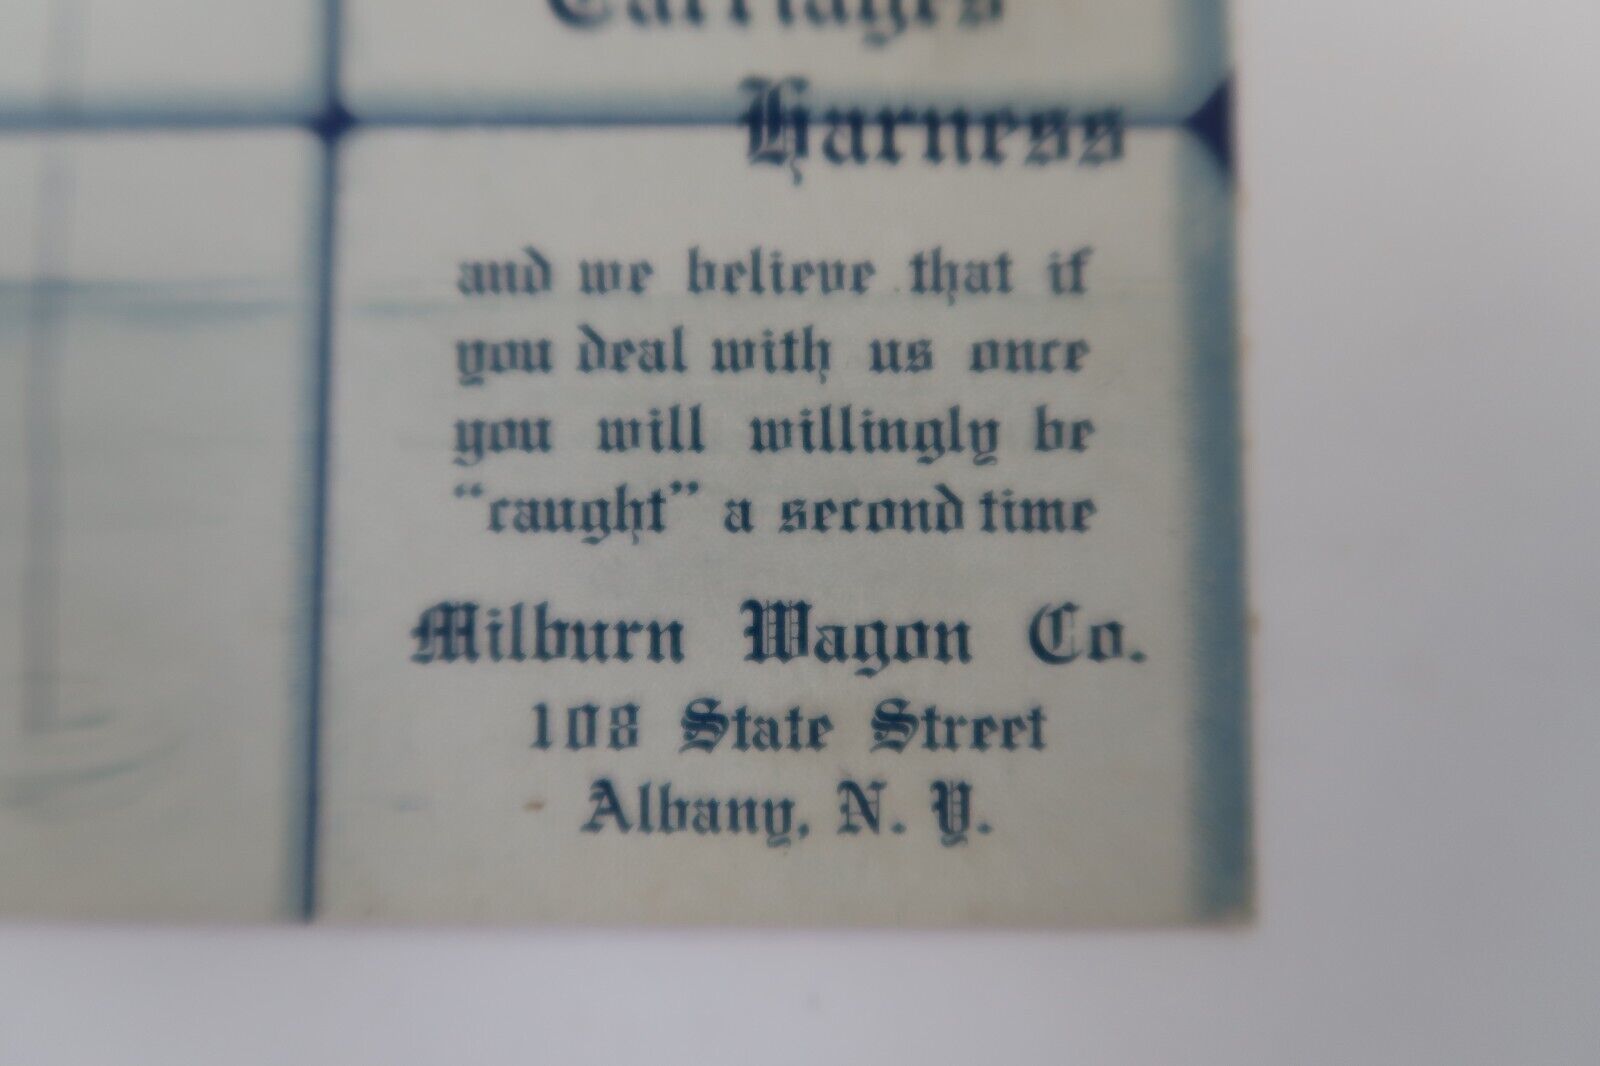 Carriages
Harness
and we believe that if
you deal with us once
you will willingly be
“caught” a second time
Milburn Wagon Co.
108 State Street
Albany, N. Y.